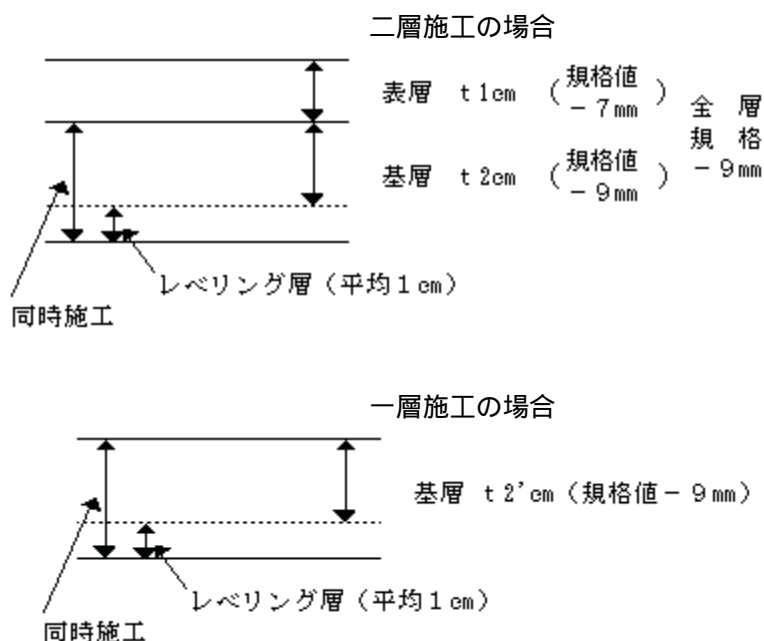 二層施工の場合
表層 t1cm (規格値 -7mm)
基層 t2cm (規格値 -9mm)
全層規格 -9mm
レベリング層(平均1cm)
同時施工
一層施工の場合
基層 t2'cm(規格値-9mm)
レベリング層(平均1cm)
同時施工